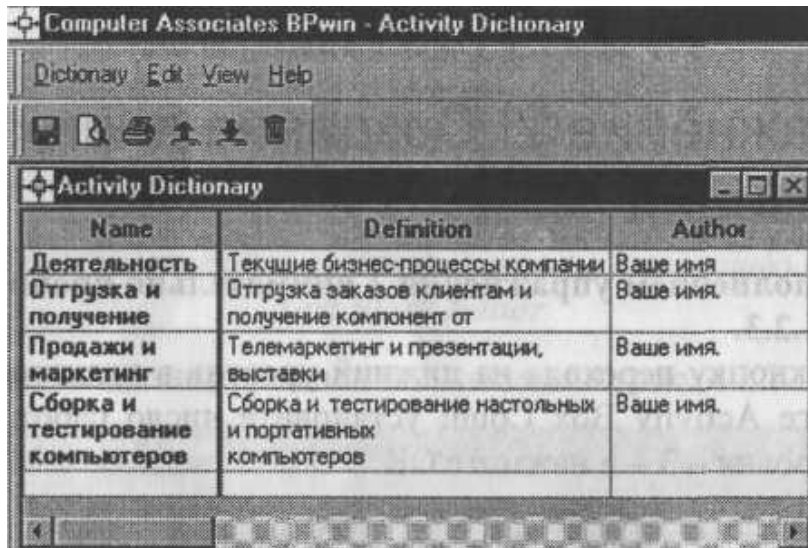 Computer Associates BPwin - Activity Dictionary
Dictionary Edit View Help
Activity Dictionary
Name Definition Author
Деятельность Текущие бизнес-процессы компании Ваше имя
Отгрузка и Отгрузка заказов клиентам и Ваше имя.
получение получение компонент от
Продажи и Телемаркетинг и презентации, Ваше имя.
маркетинг выставки
Сборка и Сборка и тестирование настольных Ваше имя.
тестирование и портативных
компьютеров компьютеров